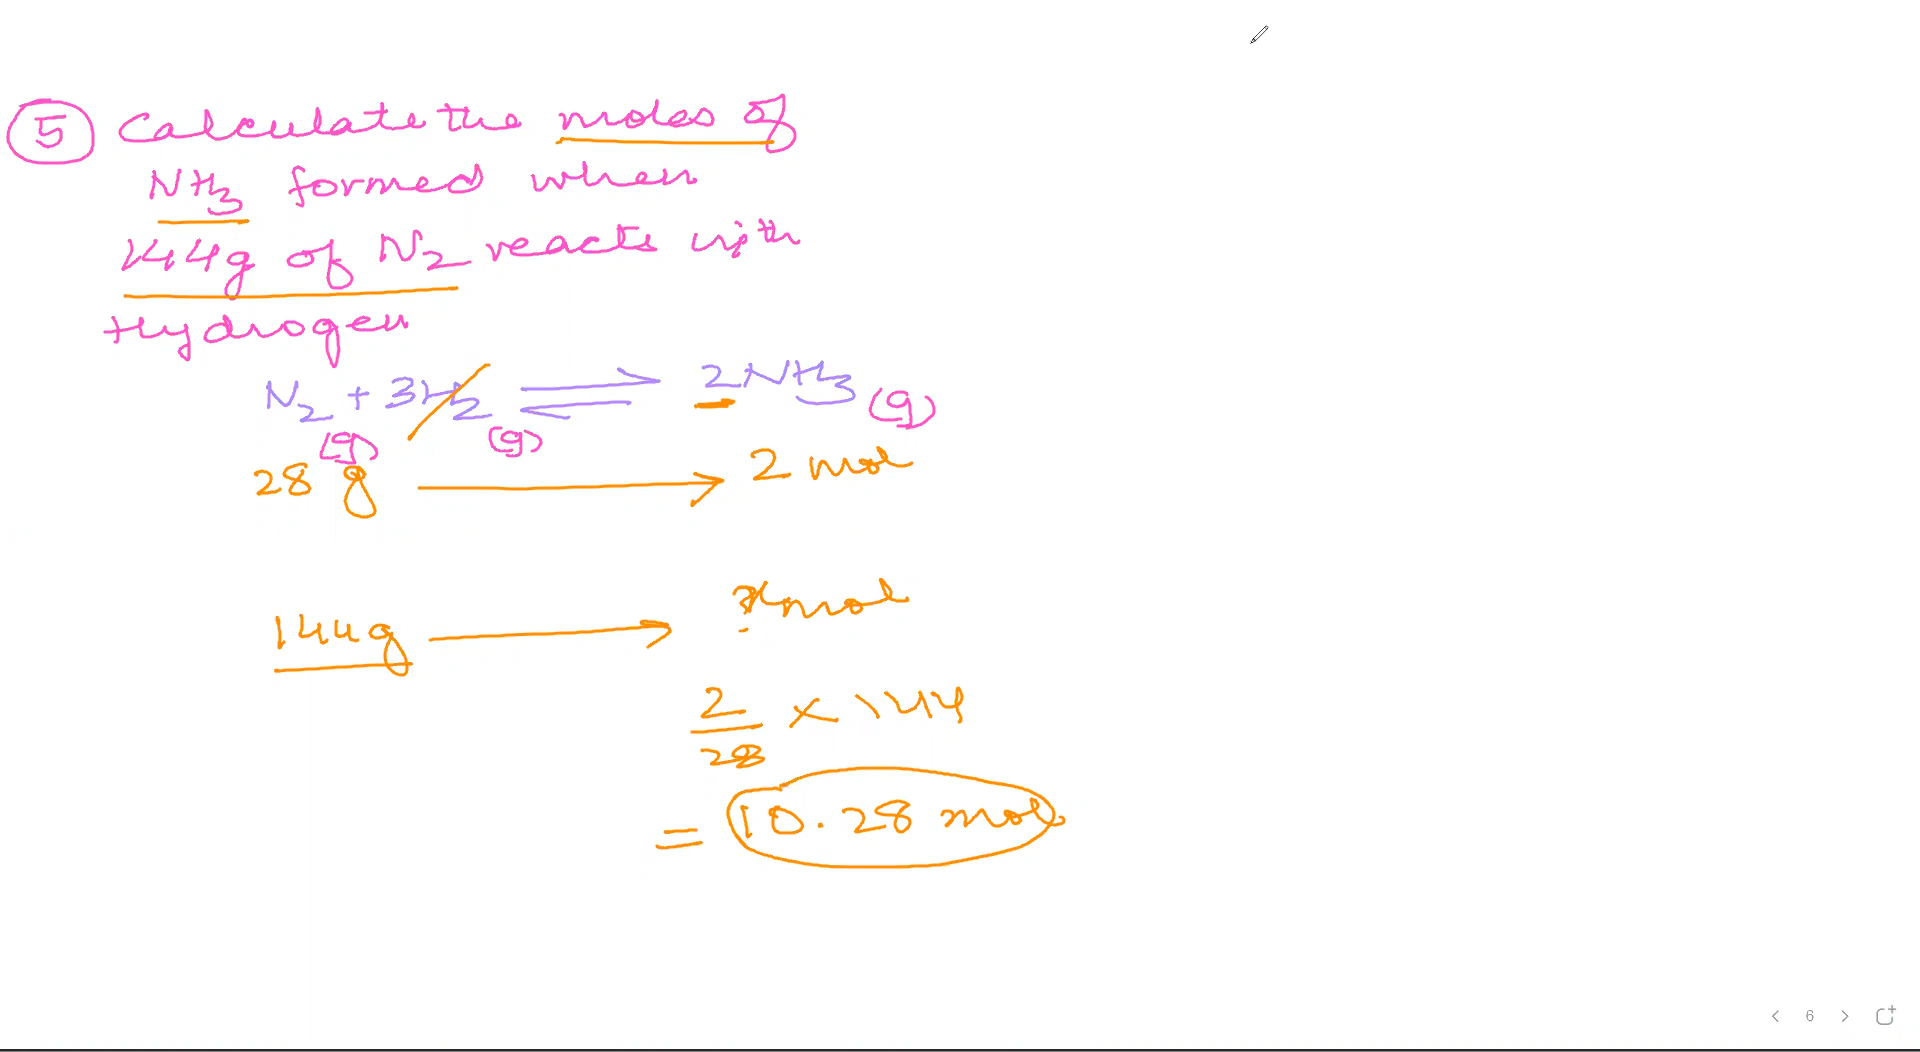 5 Calculate the moles of
NH3 formed when
144g of N2 reacts with
Hydrogen
N2 + 3H2 ⇌ 2NH3 (g)
(g) (g)
28 g → 2 mol
144g → x mol
2/28 × 144
= 10.28 mol
6